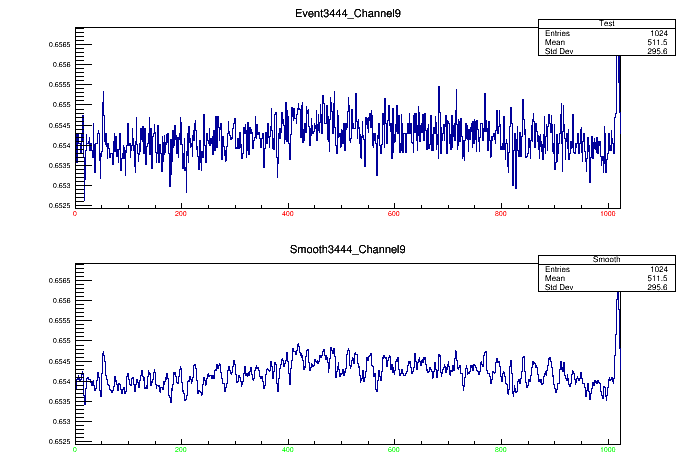 Event3444_Channel9
Test
Entries 1024
Mean 511.5
Std Dev 295.6
0.6565
0.656
0.6555
0.655
0.6545
0.654
0.6535
0.653
0.6525
0 200 400 600 800 1000
Smooth3444_Channel9
Smooth
Entries 1024
Mean 511.5
Std Dev 295.6
0.6565
0.656
0.6555
0.655
0.6545
0.654
0.6535
0.653
0.6525
0 200 400 600 800 1000